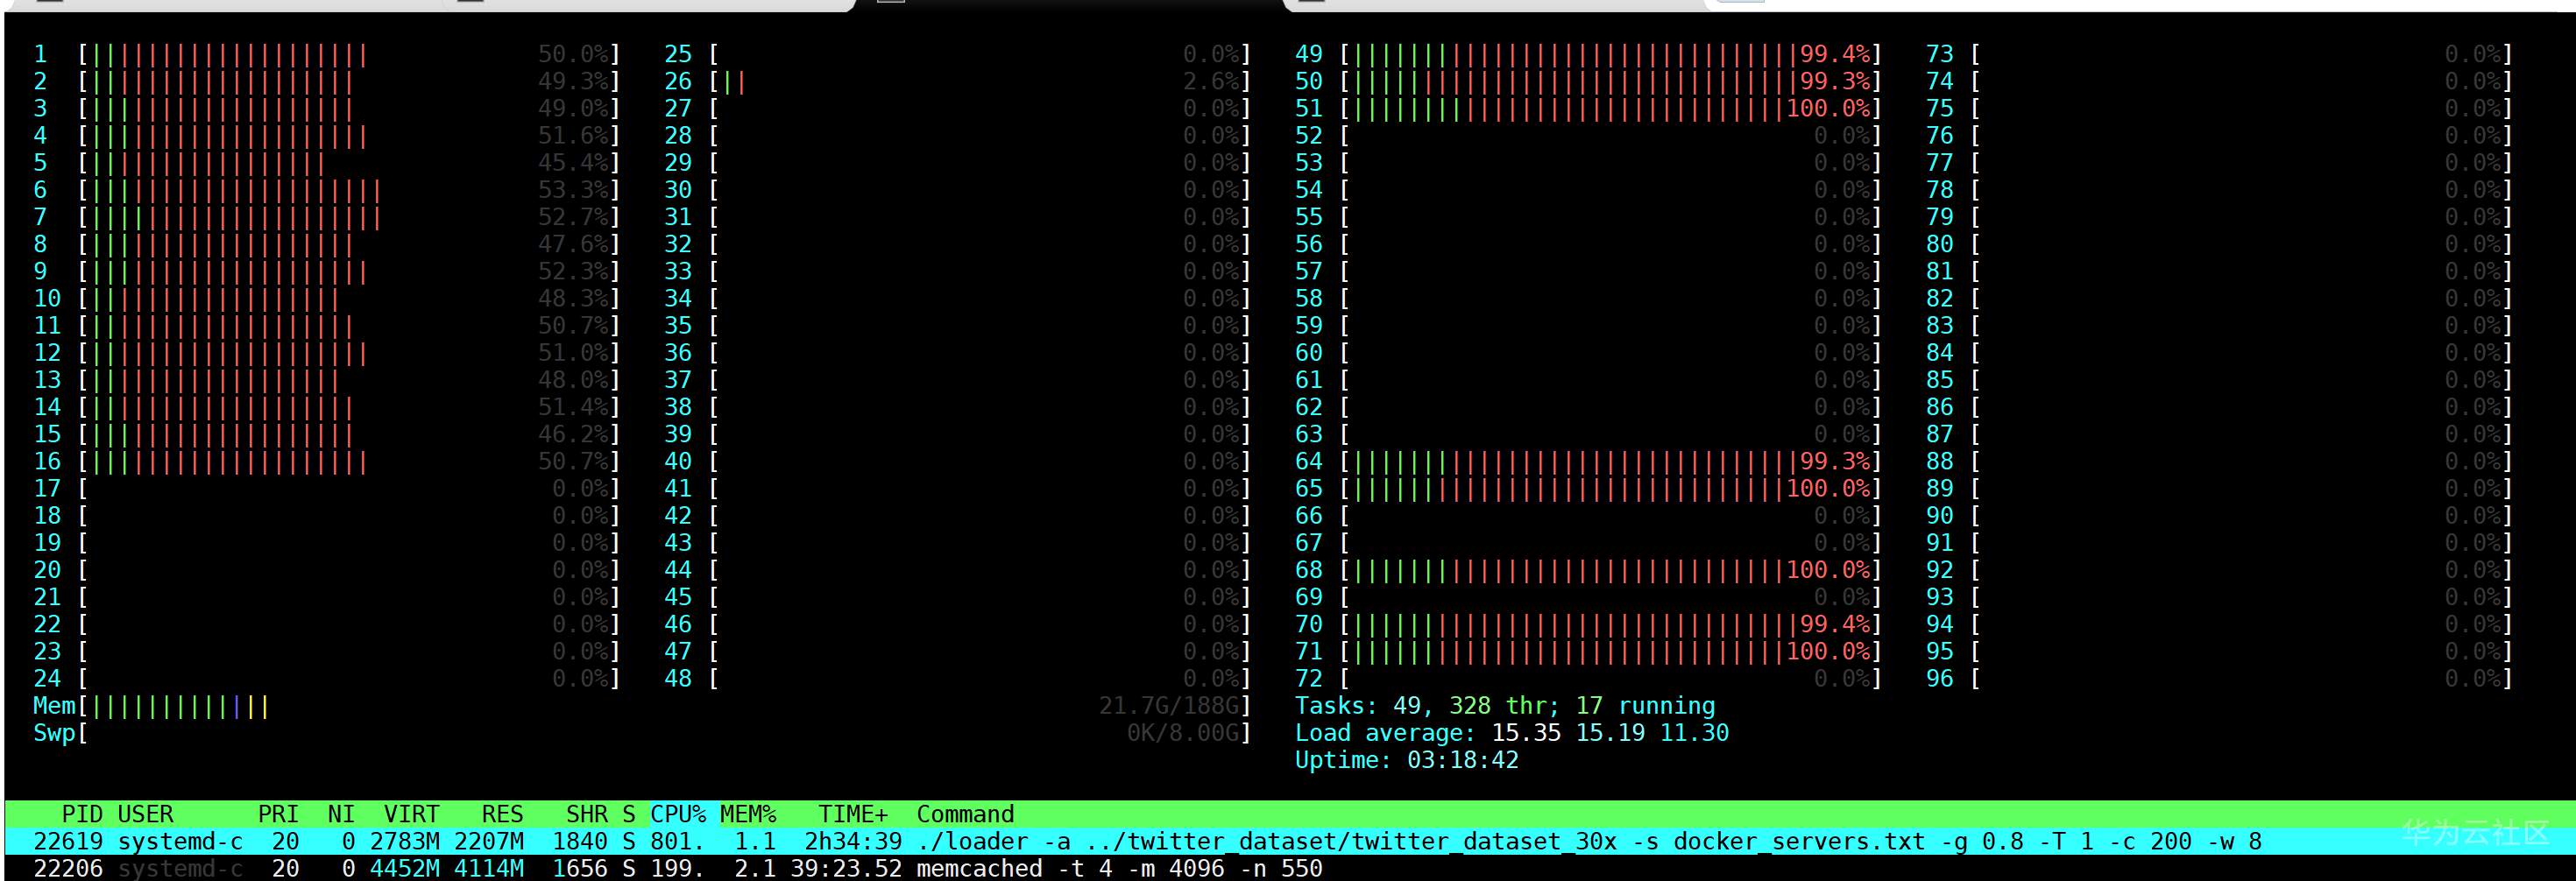 1 [|||||||||||||||||||| 50.0%] 25 [ 0.0%] 49 [||||||||||||||||||||||||||||||||99.4%] 73 [ 0.0%]
2 [||||||||||||||||||| 49.3%] 26 [|| 2.6%] 50 [||||||||||||||||||||||||||||||||99.3%] 74 [ 0.0%]
3 [||||||||||||||||||| 49.0%] 27 [ 0.0%] 51 [|||||||||||||||||||||||||||||||100.0%] 75 [ 0.0%]
4 [|||||||||||||||||||| 51.6%] 28 [ 0.0%] 52 [ 0.0%] 76 [ 0.0%]
5 [||||||||||||||||| 45.4%] 29 [ 0.0%] 53 [ 0.0%] 77 [ 0.0%]
6 [||||||||||||||||||||| 53.3%] 30 [ 0.0%] 54 [ 0.0%] 78 [ 0.0%]
7 [||||||||||||||||||||| 52.7%] 31 [ 0.0%] 55 [ 0.0%] 79 [ 0.0%]
8 [||||||||||||||||||| 47.6%] 32 [ 0.0%] 56 [ 0.0%] 80 [ 0.0%]
9 [|||||||||||||||||||| 52.3%] 33 [ 0.0%] 57 [ 0.0%] 81 [ 0.0%]
10 [|||||||||||||||||| 48.3%] 34 [ 0.0%] 58 [ 0.0%] 82 [ 0.0%]
11 [||||||||||||||||||| 50.7%] 35 [ 0.0%] 59 [ 0.0%] 83 [ 0.0%]
12 [|||||||||||||||||||| 51.0%] 36 [ 0.0%] 60 [ 0.0%] 84 [ 0.0%]
13 [|||||||||||||||||| 48.0%] 37 [ 0.0%] 61 [ 0.0%] 85 [ 0.0%]
14 [||||||||||||||||||| 51.4%] 38 [ 0.0%] 62 [ 0.0%] 86 [ 0.0%]
15 [||||||||||||||||||| 46.2%] 39 [ 0.0%] 63 [ 0.0%] 87 [ 0.0%]
16 [|||||||||||||||||||| 50.7%] 40 [ 0.0%] 64 [||||||||||||||||||||||||||||||||99.3%] 88 [ 0.0%]
17 [ 0.0%] 41 [ 0.0%] 65 [|||||||||||||||||||||||||||||||100.0%] 89 [ 0.0%]
18 [ 0.0%] 42 [ 0.0%] 66 [ 0.0%] 90 [ 0.0%]
19 [ 0.0%] 43 [ 0.0%] 67 [ 0.0%] 91 [ 0.0%]
20 [ 0.0%] 44 [ 0.0%] 68 [|||||||||||||||||||||||||||||||100.0%] 92 [ 0.0%]
21 [ 0.0%] 45 [ 0.0%] 69 [ 0.0%] 93 [ 0.0%]
22 [ 0.0%] 46 [ 0.0%] 70 [||||||||||||||||||||||||||||||||99.4%] 94 [ 0.0%]
23 [ 0.0%] 47 [ 0.0%] 71 [|||||||||||||||||||||||||||||||100.0%] 95 [ 0.0%]
24 [ 0.0%] 48 [ 0.0%] 72 [ 0.0%] 96 [ 0.0%]
Mem[||||||||||||| 21.7G/188G] Tasks: 49, 328 thr; 17 running
Swp[ 0K/8.00G] Load average: 15.35 15.19 11.30
Uptime: 03:18:42
PID USER PRI NI VIRT RES SHR S CPU% MEM% TIME+ Command
22619 systemd-c 20 0 2783M 2207M 1840 S 801. 1.1 2h34:39 ./loader -a ../twitter_dataset/twitter_dataset_30x -s docker_servers.txt -g 0.8 -T 1 -c 200 -w 8
22206 systemd-c 20 0 4452M 4114M 1656 S 199. 2.1 39:23.52 memcached -t 4 -m 4096 -n 550
华为云社区